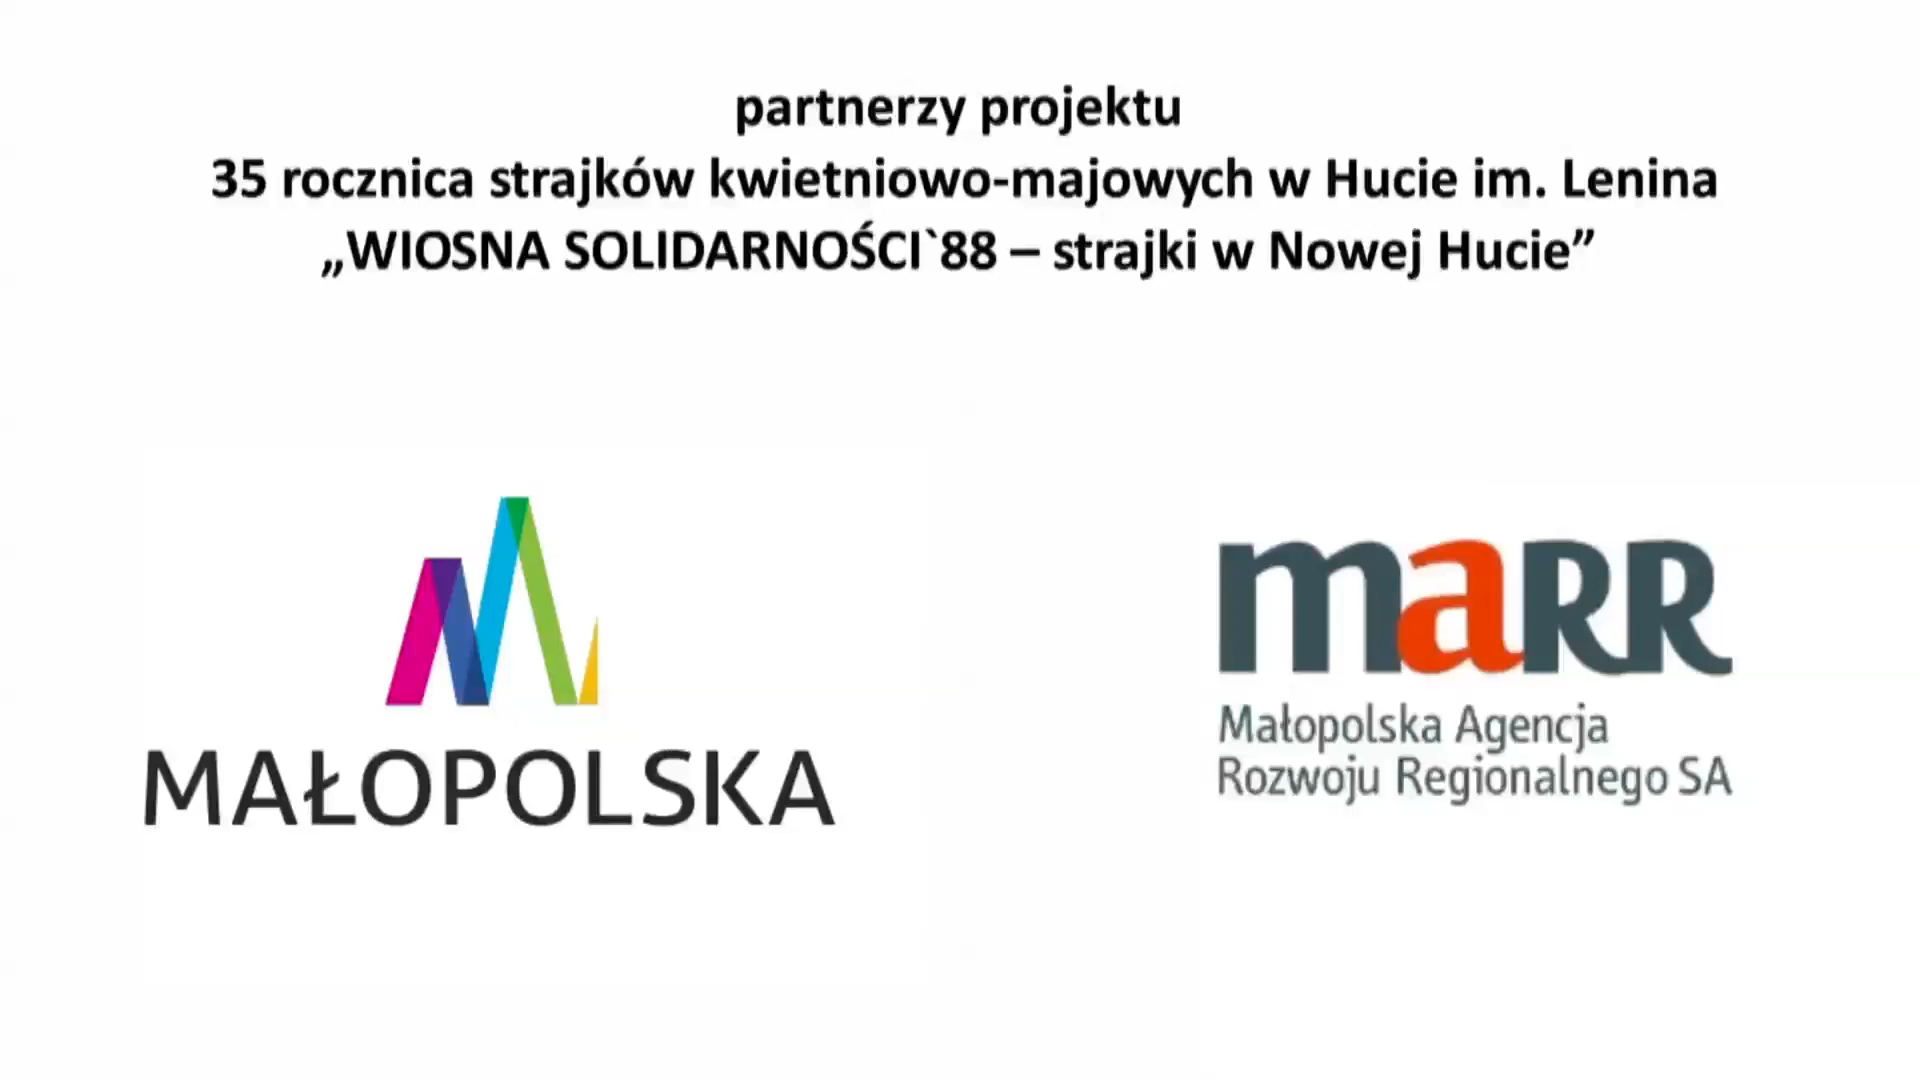 partnerzy projektu
35 rocznica strajków kwietniowo-majowych w Hucie im. Lenina
„WIOSNA SOLIDARNOŚCI`88 – strajki w Nowej Hucie”
MAŁOPOLSKA
maRR
Małopolska Agencja
Rozwoju Regionalnego SA